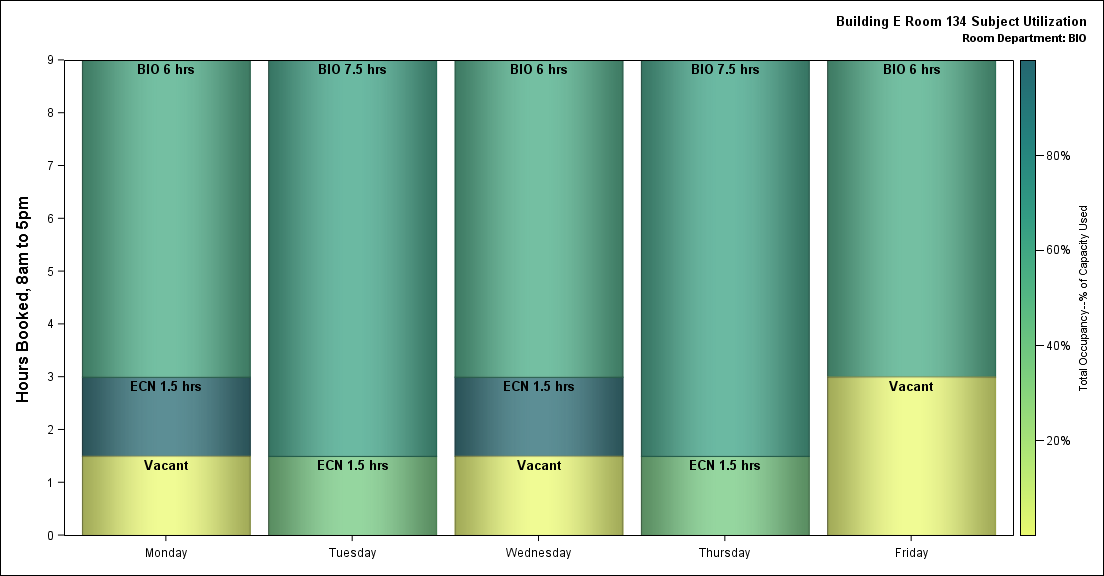 Building E Room 134 Subject Utilization
Room Department: BIO
9
8
7
6
5
4
3
2
1
0
Hours Booked, 8am to 5pm
BIO 6 hrs
ECN 1.5 hrs
Vacant
BIO 7.5 hrs
ECN 1.5 hrs
BIO 6 hrs
ECN 1.5 hrs
Vacant
BIO 7.5 hrs
ECN 1.5 hrs
BIO 6 hrs
Vacant
Monday
Tuesday
Wednesday
Thursday
Friday
80%
60%
40%
20%
Total Occupancy--% of Capacity Used